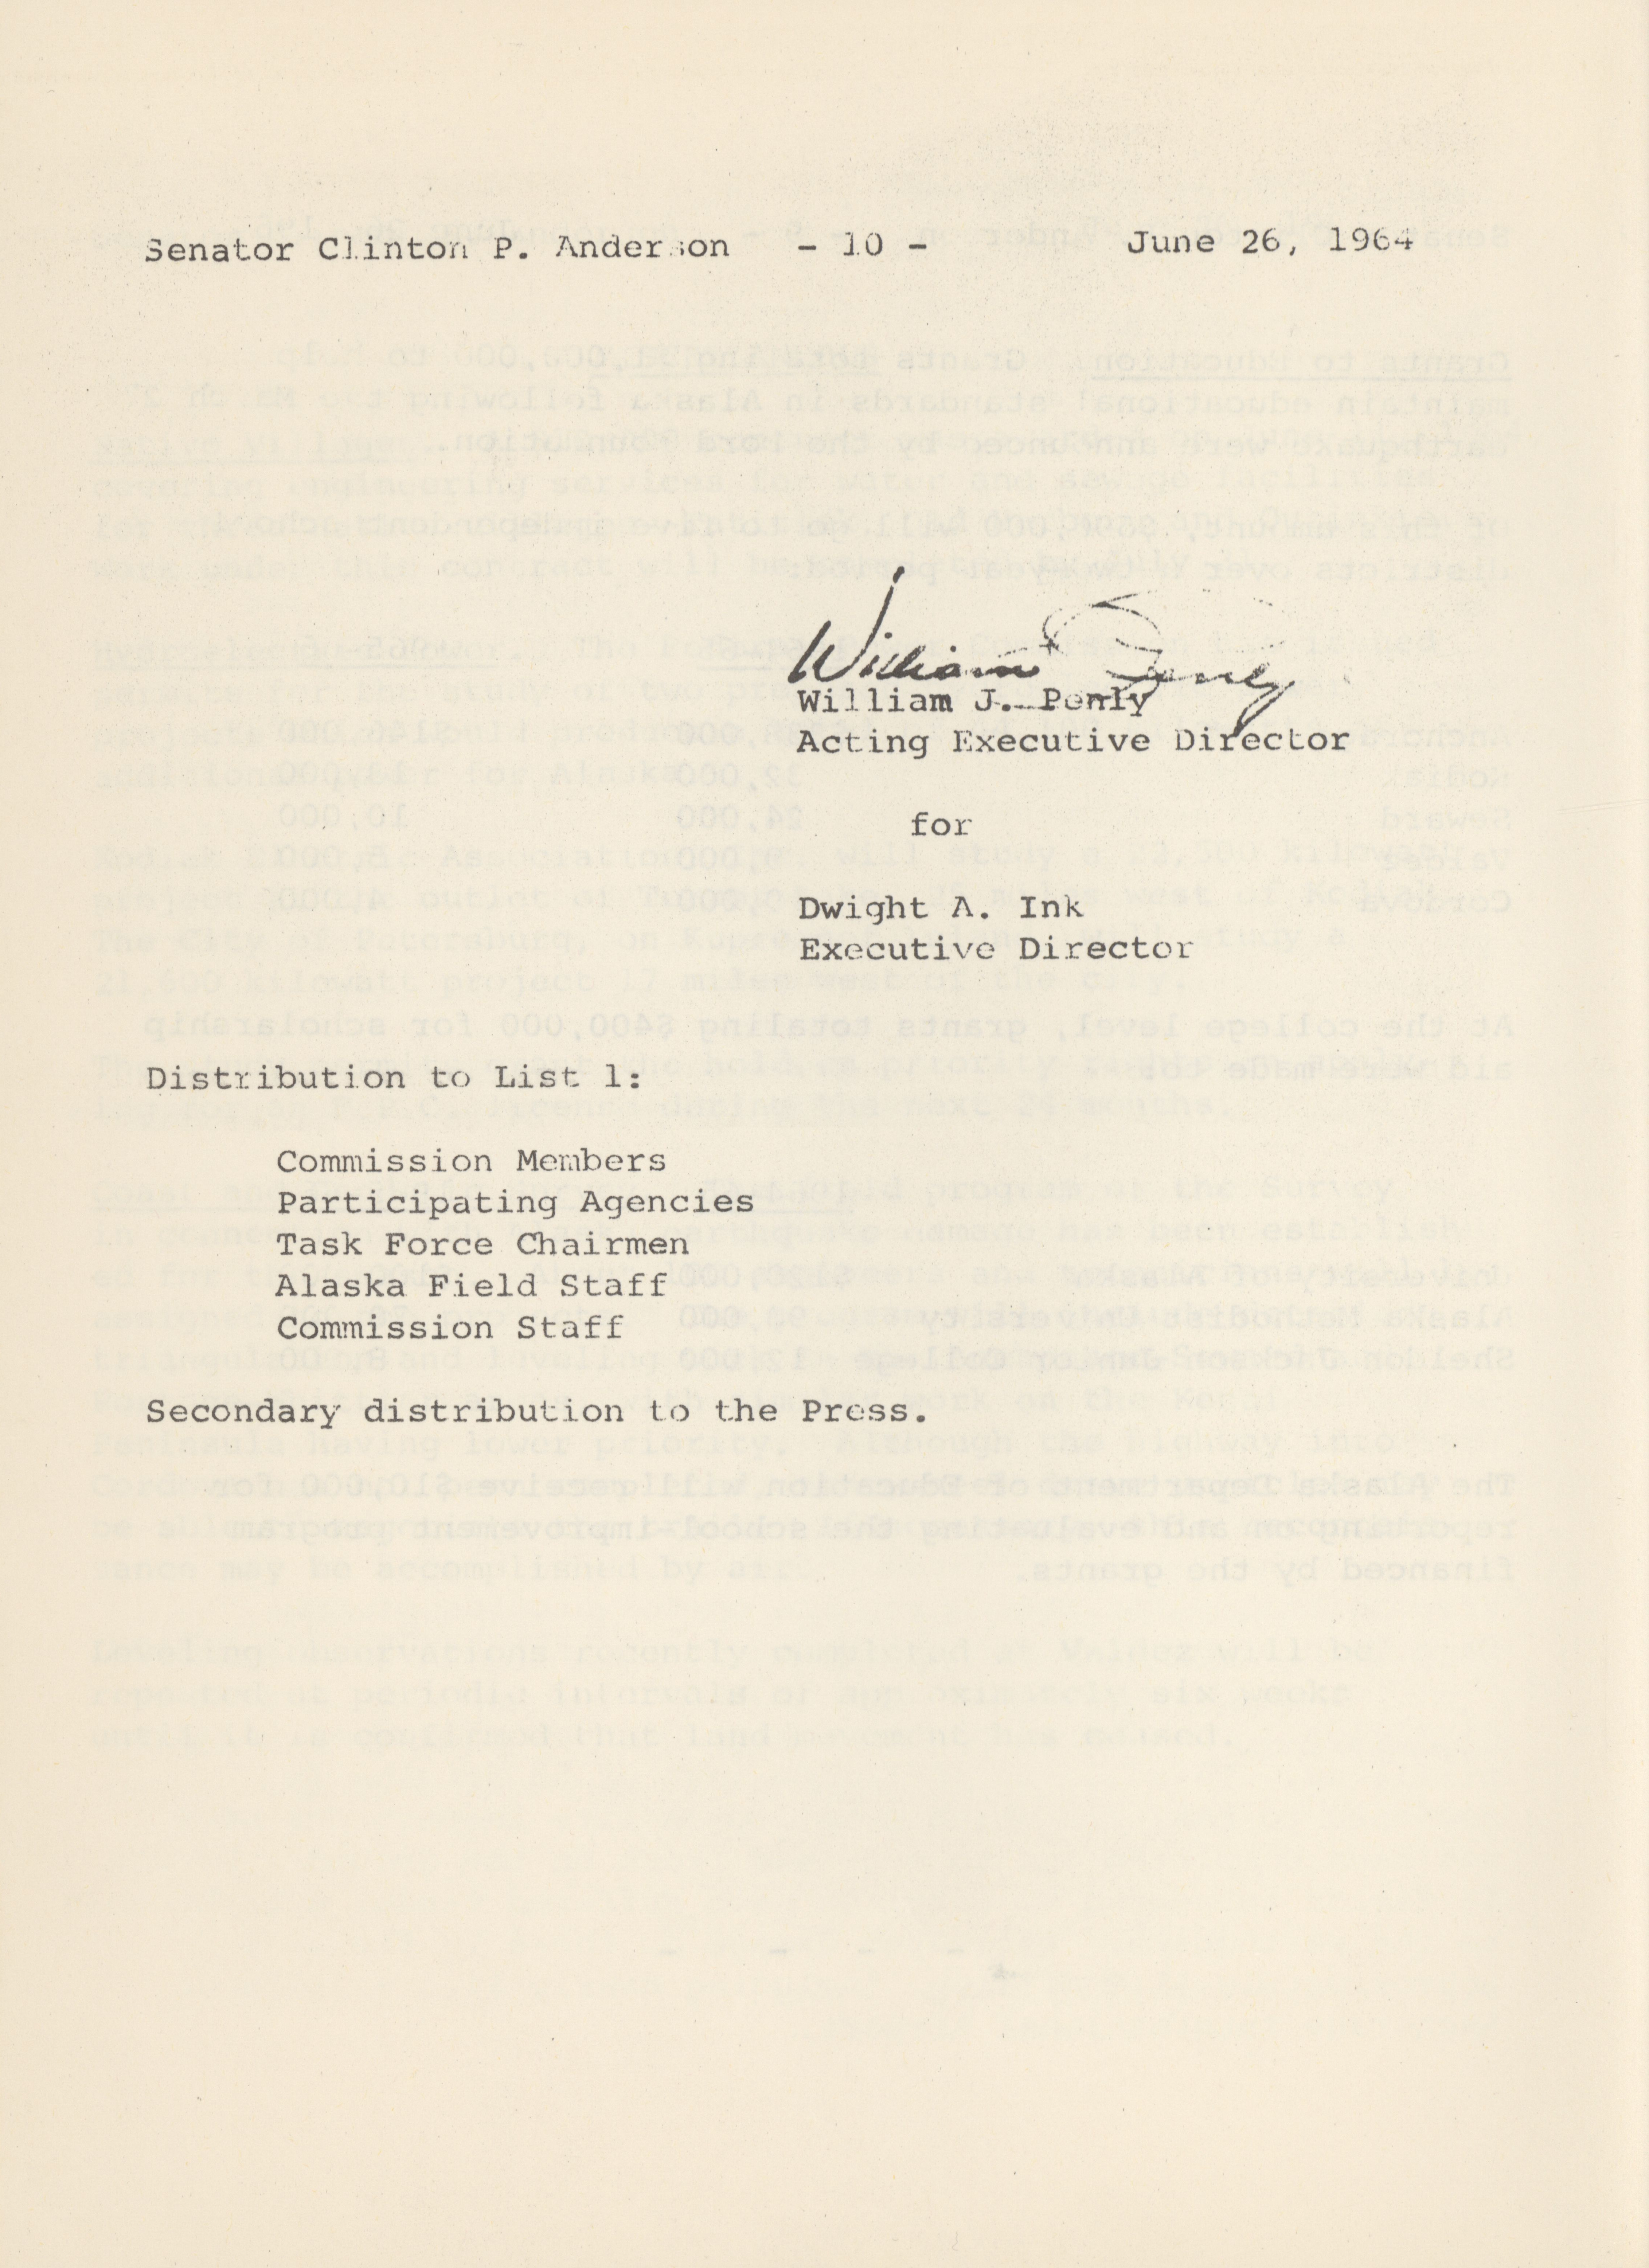 Senator Clinton P. Anderson - 10 - June 26, 1964
William J. Penly
Acting Executive Director
for
Dwight A. Ink
Executive Director
Distribution to List 1:
Commission Members
Participating Agencies
Task Force Chairmen
Alaska Field Staff
Commission Staff
Secondary distribution to the Press.